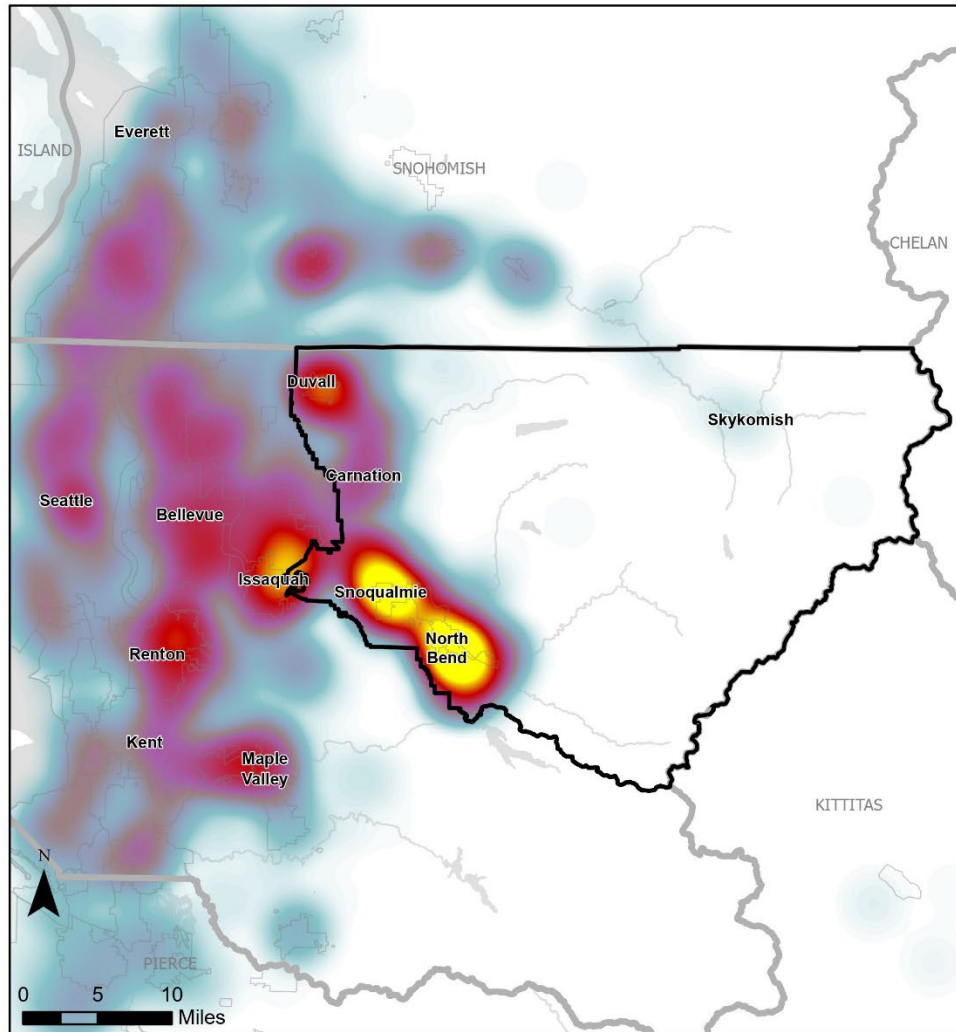 Everett
ISLAND
SNOHOMISH
CHELAN
Duvall
Skykomish
Carnation
Seattle
Bellevue
Issaquah
Snoqualmie
North
Bend
Renton
Kent
Maple
Valley
KITTITAS
N
PIERCE
0 5 10
Miles